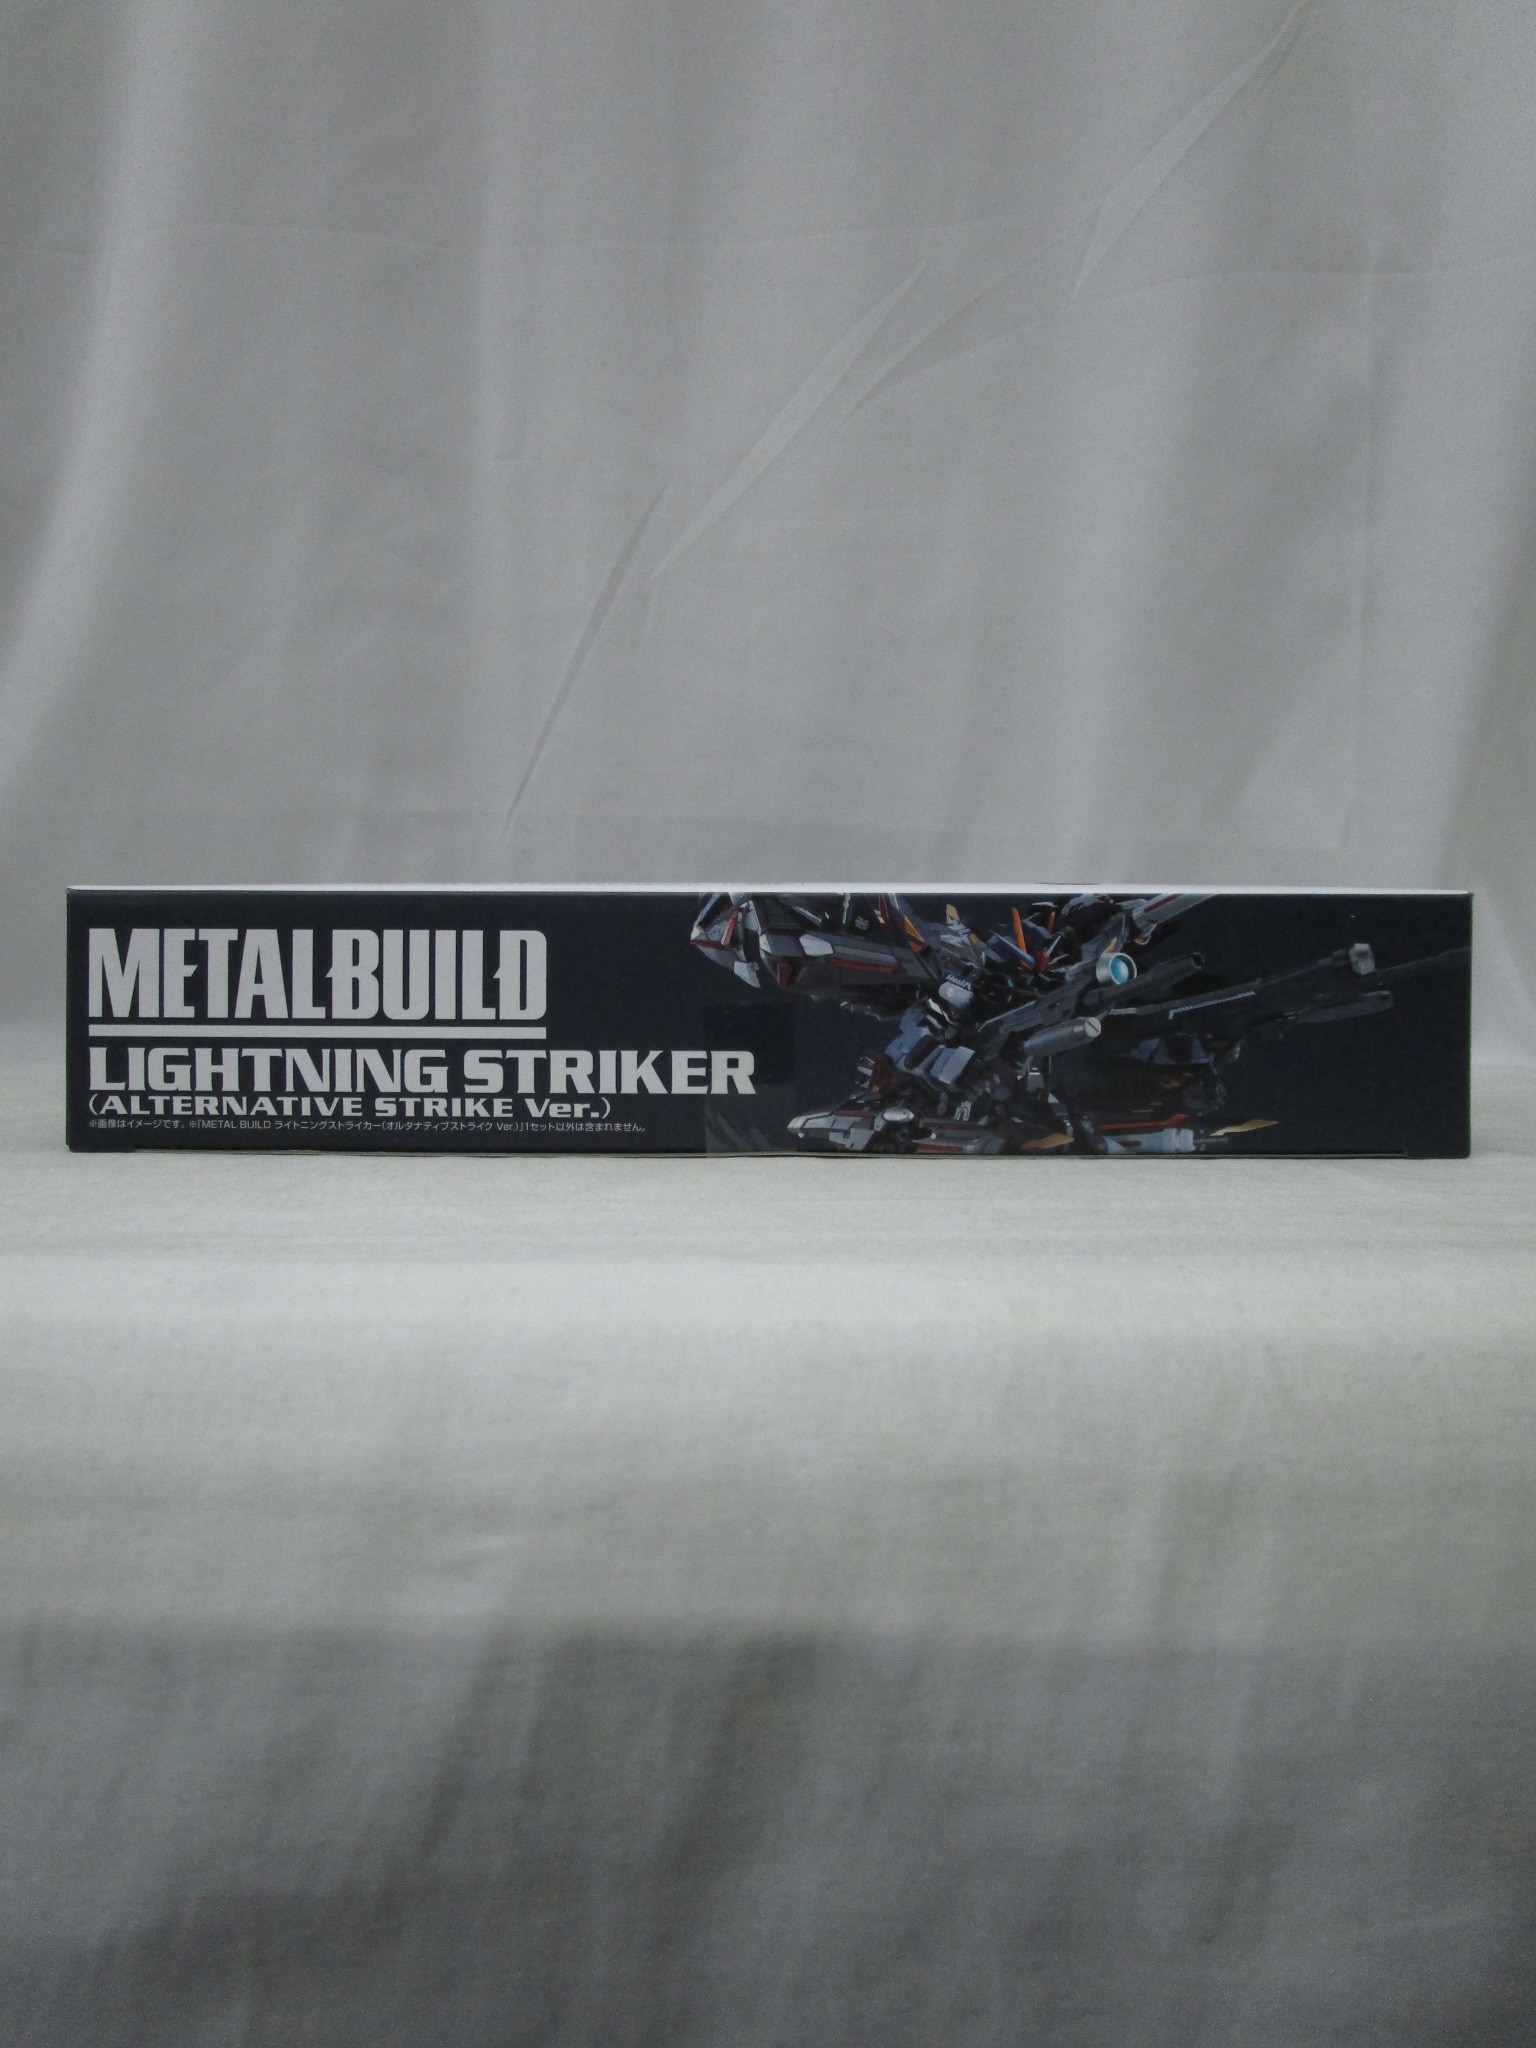 METAL BUILD
LIGHTNING STRIKER
(ALTERNATIVE STRIKE Ver.)
※画像はイメージです。※「METAL BUILD ライトニングストライカー(オルタナティブストライク Ver.)」1セット以外は含まれません。